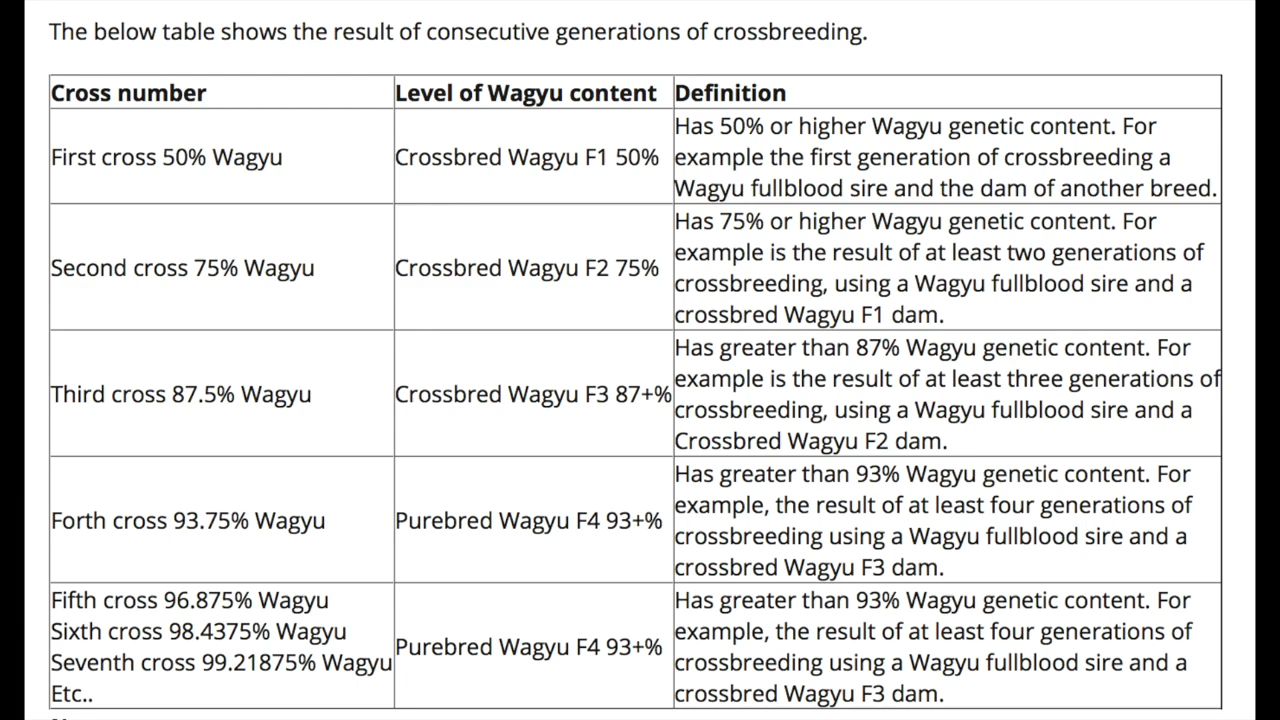 The below table shows the result of consecutive generations of crossbreeding.
Cross number
Level of Wagyu content
Definition
First cross 50% Wagyu
Crossbred Wagyu F1 50%
Has 50% or higher Wagyu genetic content. For
example the first generation of crossbreeding a
Wagyu fullblood sire and the dam of another breed.
Second cross 75% Wagyu
Crossbred Wagyu F2 75%
Has 75% or higher Wagyu genetic content. For
example is the result of at least two generations of
crossbreeding, using a Wagyu fullblood sire and a
crossbred Wagyu F1 dam.
Third cross 87.5% Wagyu
Crossbred Wagyu F3 87+%
Has greater than 87% Wagyu genetic content. For
example is the result of at least three generations of
crossbreeding, using a Wagyu fullblood sire and a
Crossbred Wagyu F2 dam.
Forth cross 93.75% Wagyu
Purebred Wagyu F4 93+%
Has greater than 93% Wagyu genetic content. For
example, the result of at least four generations of
crossbreeding using a Wagyu fullblood sire and a
crossbred Wagyu F3 dam.
Fifth cross 96.875% Wagyu
Sixth cross 98.4375% Wagyu
Seventh cross 99.21875% Wagyu
Etc..
Purebred Wagyu F4 93+%
Has greater than 93% Wagyu genetic content. For
example, the result of at least four generations of
crossbreeding using a Wagyu fullblood sire and a
crossbred Wagyu F3 dam.